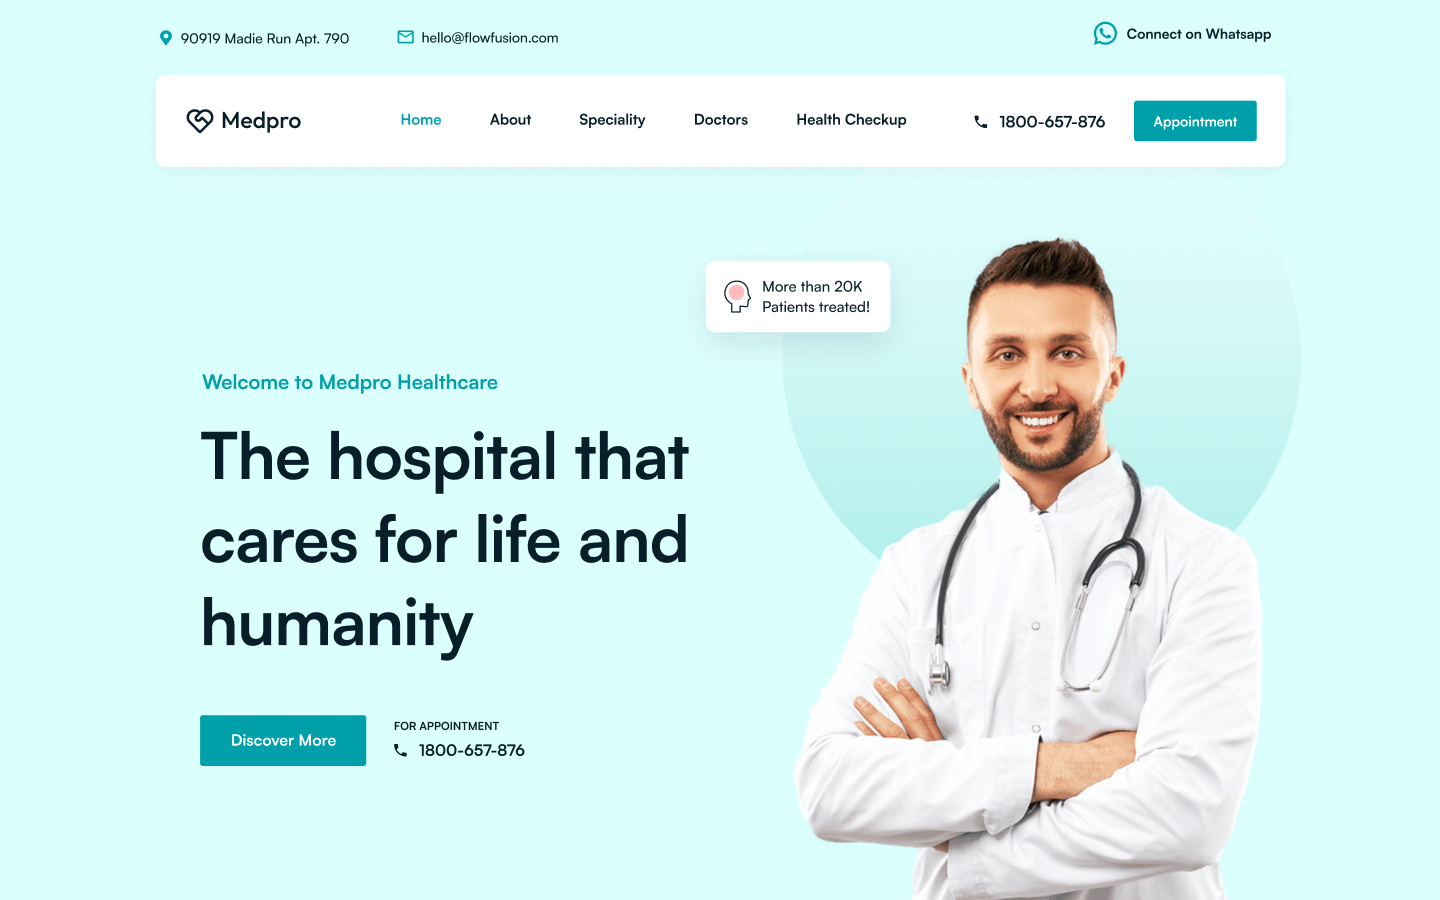 90919 Madie Run Apt. 790
hello@flowfusion.com
Connect on Whatsapp
Medpro
Home
About
Speciality
Doctors
Health Checkup
1800-657-876
Appointment
More than 20K
Patients treated!
Welcome to Medpro Healthcare
The hospital that
cares for life and
humanity
Discover More
FOR APPOINTMENT
1800-657-876